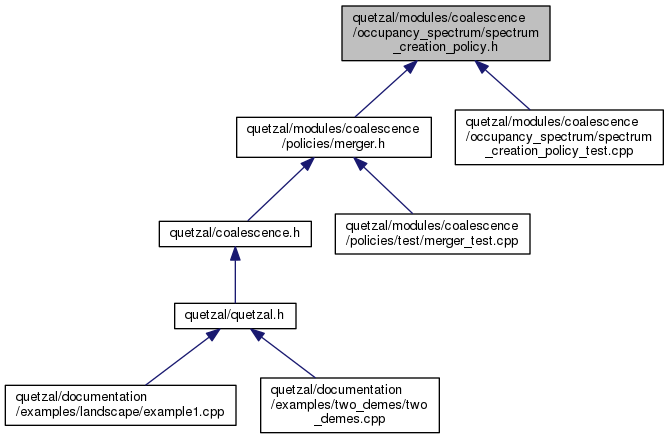 quetzal/modules/coalescence
/occupancy_spectrum/spectrum
_creation_policy.h
quetzal/modules/coalescence
/policies/merger.h
quetzal/modules/coalescence
/occupancy_spectrum/spectrum
_creation_policy_test.cpp
quetzal/coalescence.h
quetzal/modules/coalescence
/policies/test/merger_test.cpp
quetzal/quetzal.h
quetzal/documentation
/examples/landscape/example1.cpp
quetzal/documentation
/examples/two_demes/two
_demes.cpp